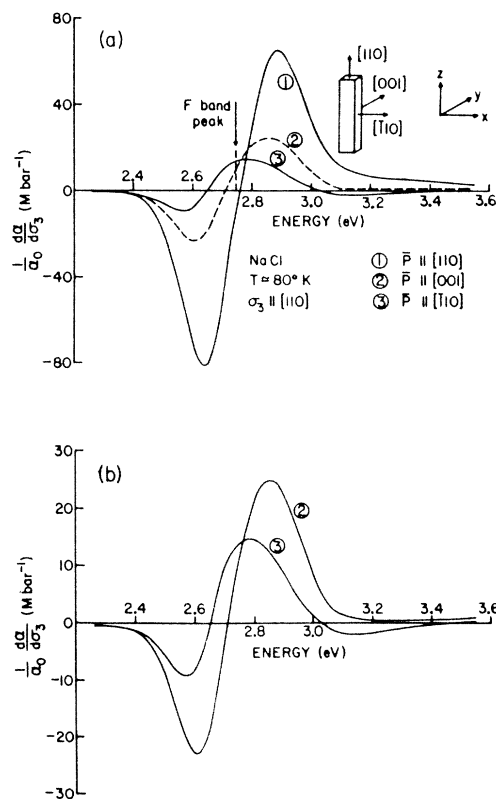 (a)
80
40
0
-40
-80
1/α₀ dα/dσ₃ (M bar⁻¹)
F band
peak
①
②
③
[110]
[001]
[1̄10]
z
y
x
2.4 2.6 2.8 3.0 3.2 3.4 3.6
ENERGY (eV)
NaCl
T ≃ 80° K
σ₃ ∥ [110]
① P̄ ∥ [110]
② P̄ ∥ [001]
③ P̄ ∥ [1̄10]
(b)
30
20
10
0
-10
-20
-30
1/α₀ dα/dσ₃ (M bar⁻¹)
②
③
2.4 2.6 2.8 3.0 3.2 3.4 3.6
ENERGY (eV)